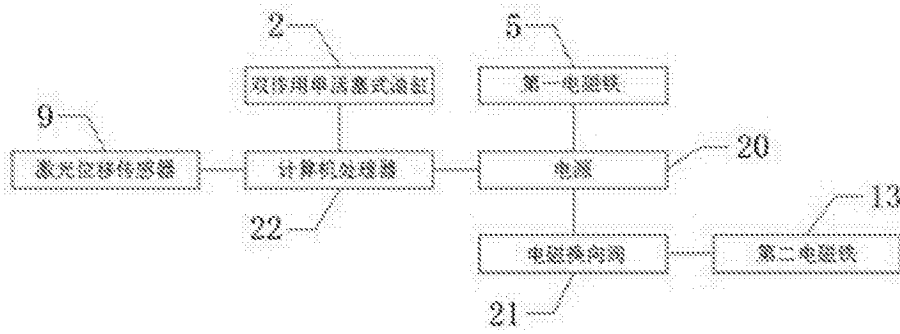 2
5
双作用单活塞式油缸
第一电磁铁
9
20
激光位移传感器
计算机处理器
电源
22
13
电磁换向阀
第二电磁铁
21